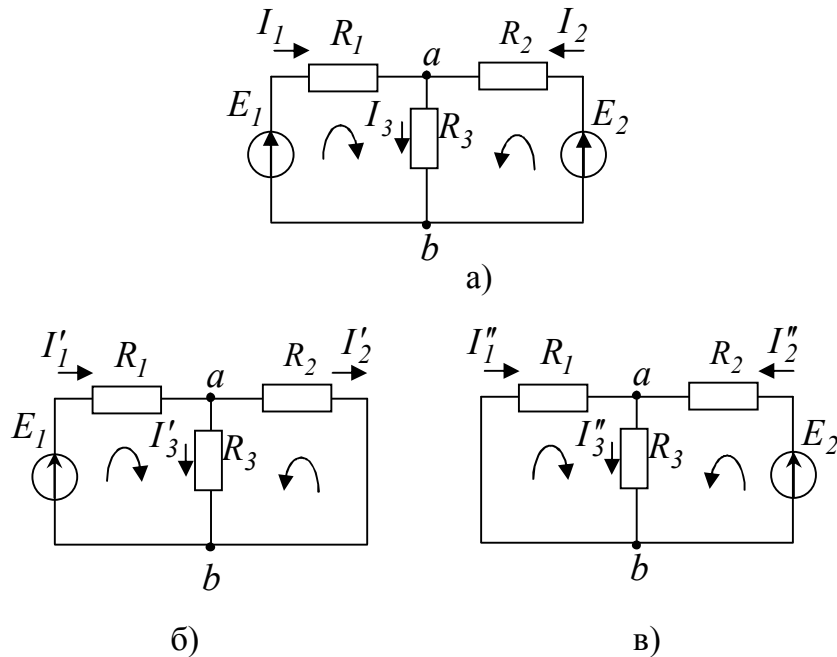 I₁ R₁ a R₂ I₂
E₁ I₃ R₃ E₂
b
а)
I′₁ R₁ a R₂ I′₂
E₁ I′₃ R₃
b
б)
I″₁ R₁ a R₂ I″₂
I″₃ R₃ E₂
b
в)